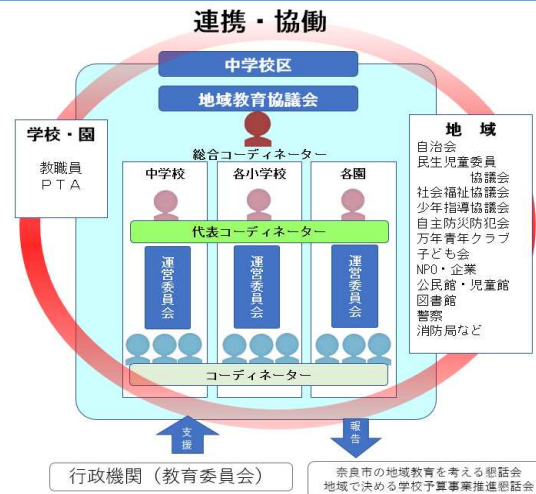 連携・協働
中学校区
地域教育協議会
総合コーディネーター
学校・園
教職員
ＰＴＡ
中学校
各小学校
各園
代表コーディネーター
運営委員会
運営委員会
運営委員会
コーディネーター
地　域
自治会
民生児童委員
協議会
社会福祉協議会
少年指導協議会
自主防災防犯会
万年青年クラブ
子ども会
NPO・企業
公民館・児童館
図書館
警察
消防局など
支援
報告
行政機関（教育委員会）
奈良市の地域教育を考える懇話会
地域で決める学校予算事業推進懇話会